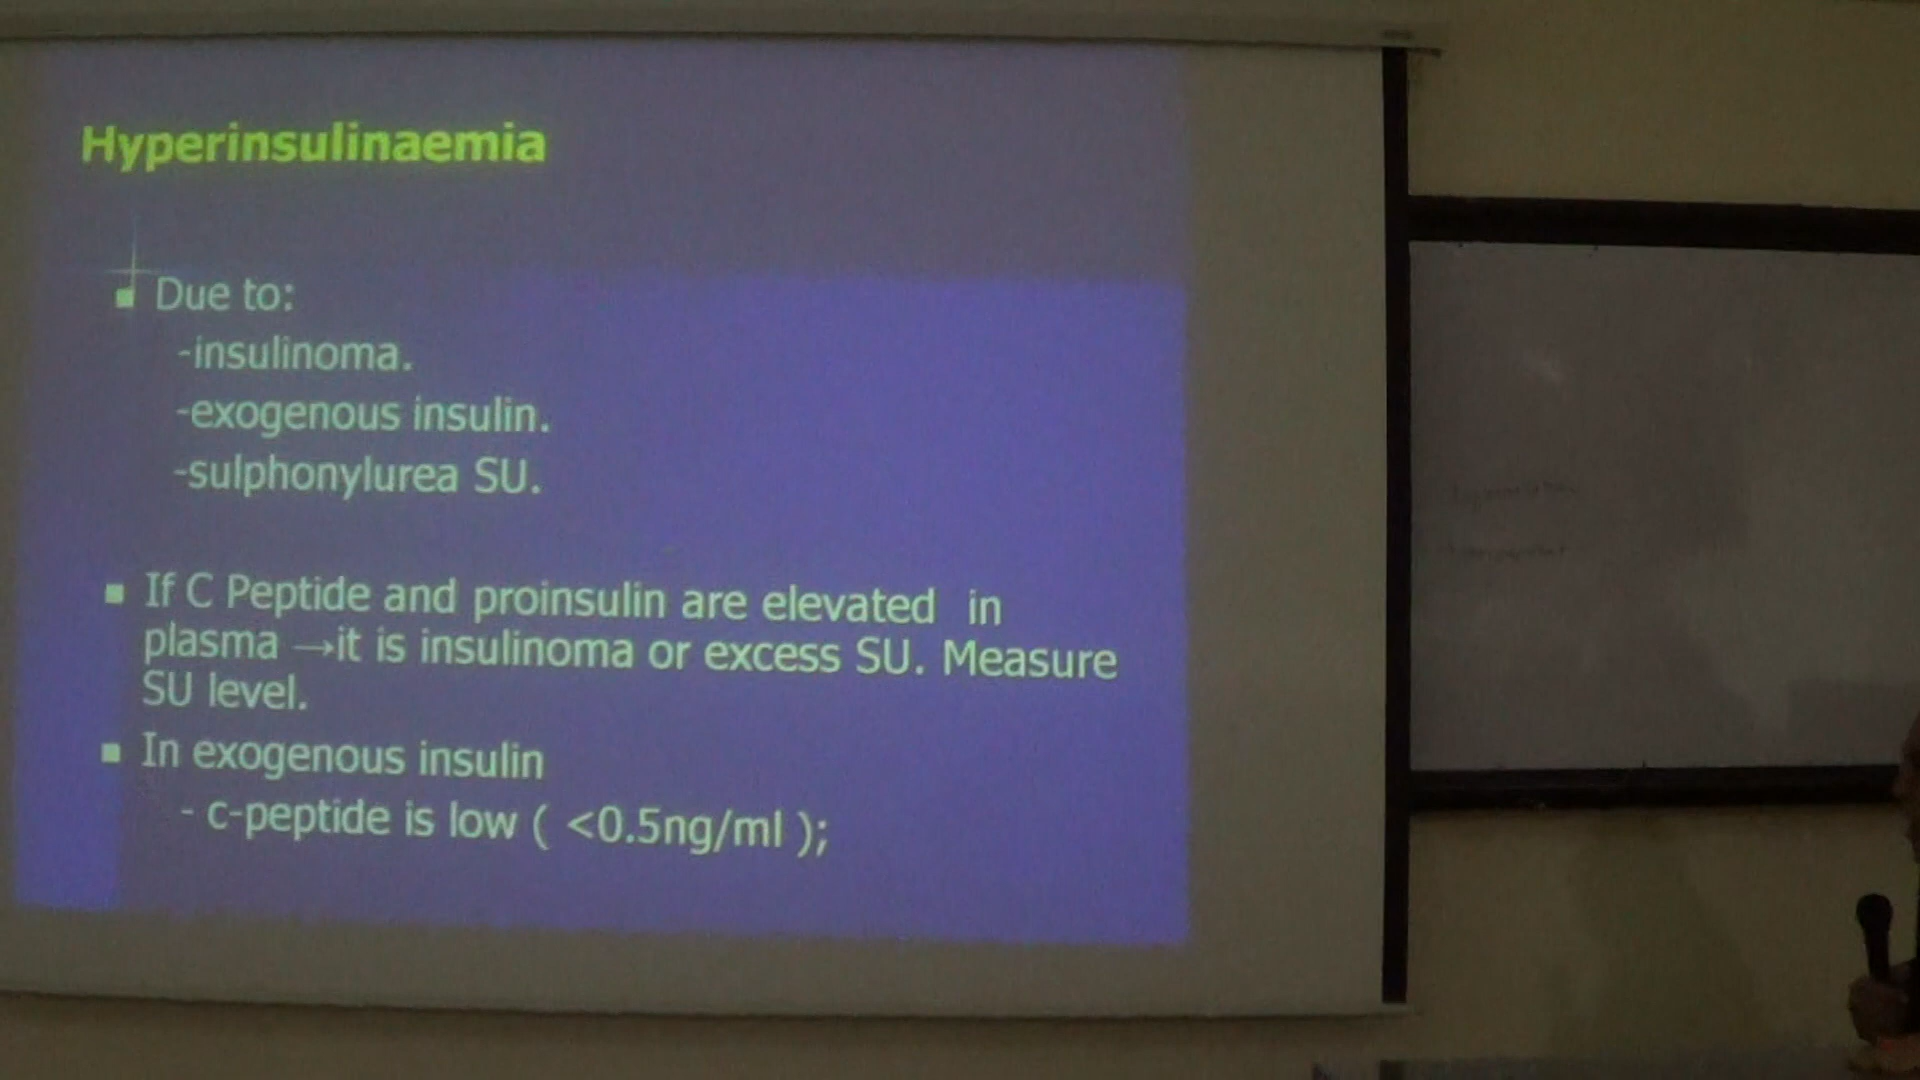 Hyperinsulinaemia
▪ Due to:
-insulinoma.
-exogenous insulin.
-sulphonylurea SU.
▪ If C Peptide and proinsulin are elevated in
plasma →it is insulinoma or excess SU. Measure
SU level.
▪ In exogenous insulin
- c-peptide is low ( <0.5ng/ml );